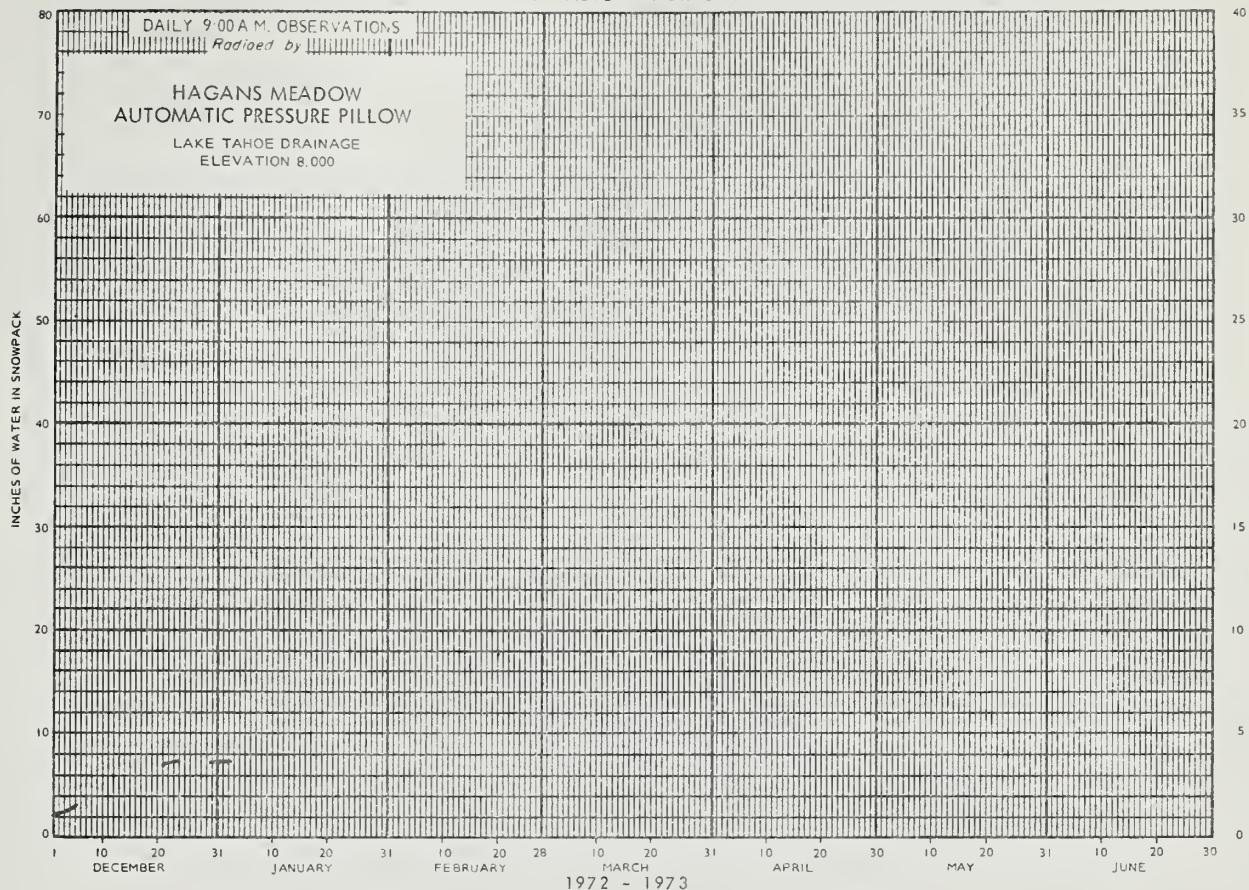 DAILY 9:00 A.M. OBSERVATIONS
Radioed by
HAGANS MEADOW
AUTOMATIC PRESSURE PILLOW
LAKE TAHOE DRAINAGE
ELEVATION 8,000
INCHES OF WATER IN SNOWPACK
80
70
60
50
40
30
20
10
0
40
35
30
25
20
15
10
5
0
1 10 20 31 10 20 31 10 20 28 10 20 31 10 20 30 10 20 31 10 20 30
DECEMBER JANUARY FEBRUARY MARCH APRIL MAY JUNE
1972 - 1973